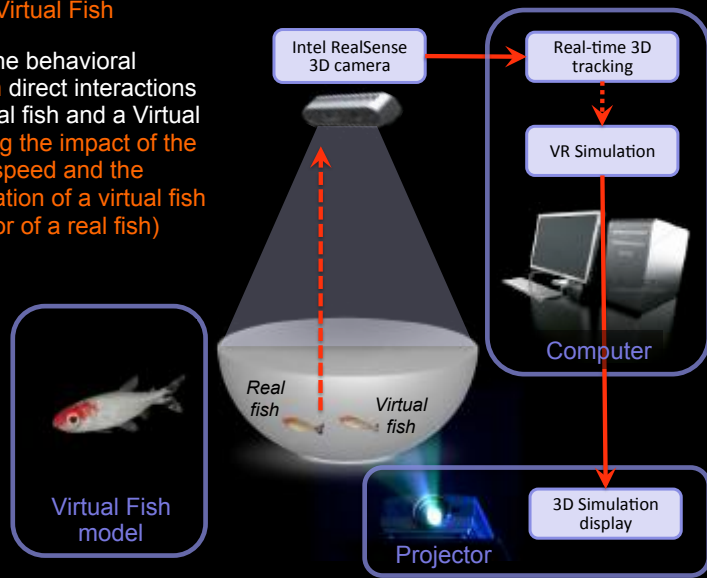 Virtual Fish
he behavioral
direct interactions
al fish and a Virtual
g the impact of the
speed and the
ation of a virtual fish
or of a real fish)
Intel RealSense
3D camera
Real-time 3D
tracking
VR Simulation
Computer
Real
fish
Virtual
fish
Virtual Fish
model
3D Simulation
display
Projector